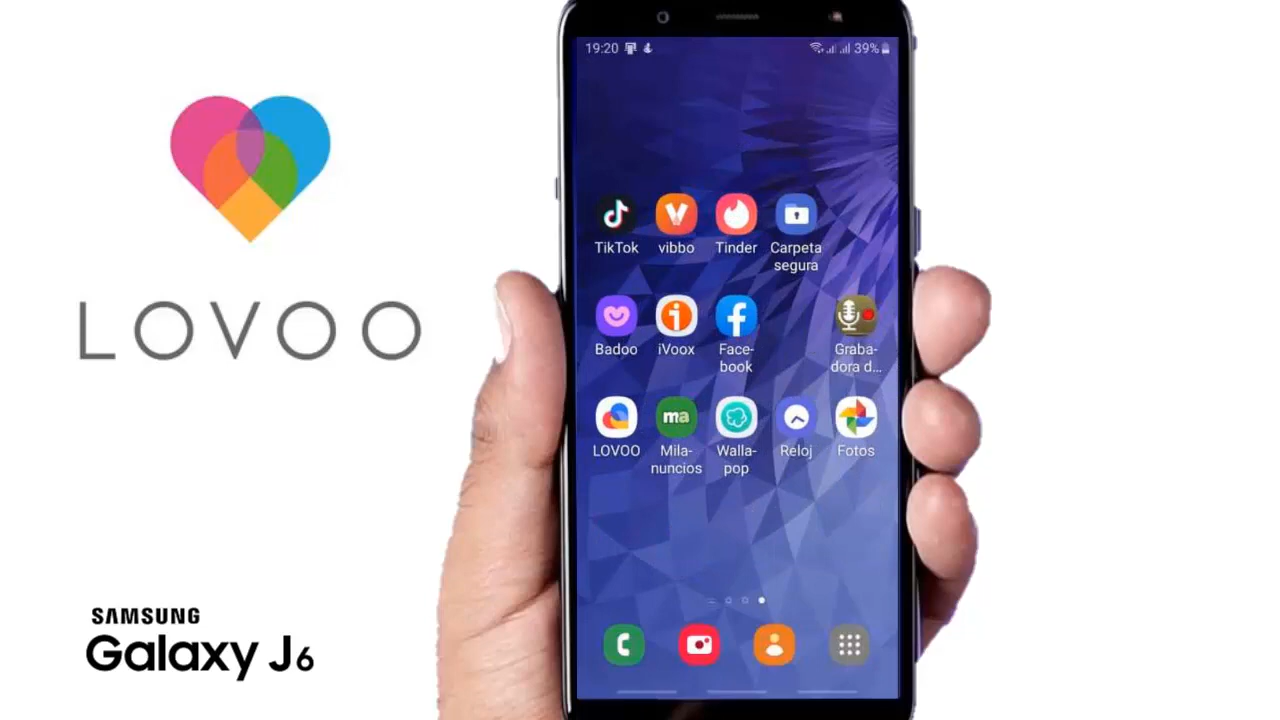 LOVOO
SAMSUNG
Galaxy J6
19:20
39%
TikTok
vibbo
Tinder
Carpeta
segura
Badoo
iVoox
Face-
book
Graba-
dora d...
LOVOO
ma
Mila-
nuncios
Walla-
pop
Reloj
Fotos